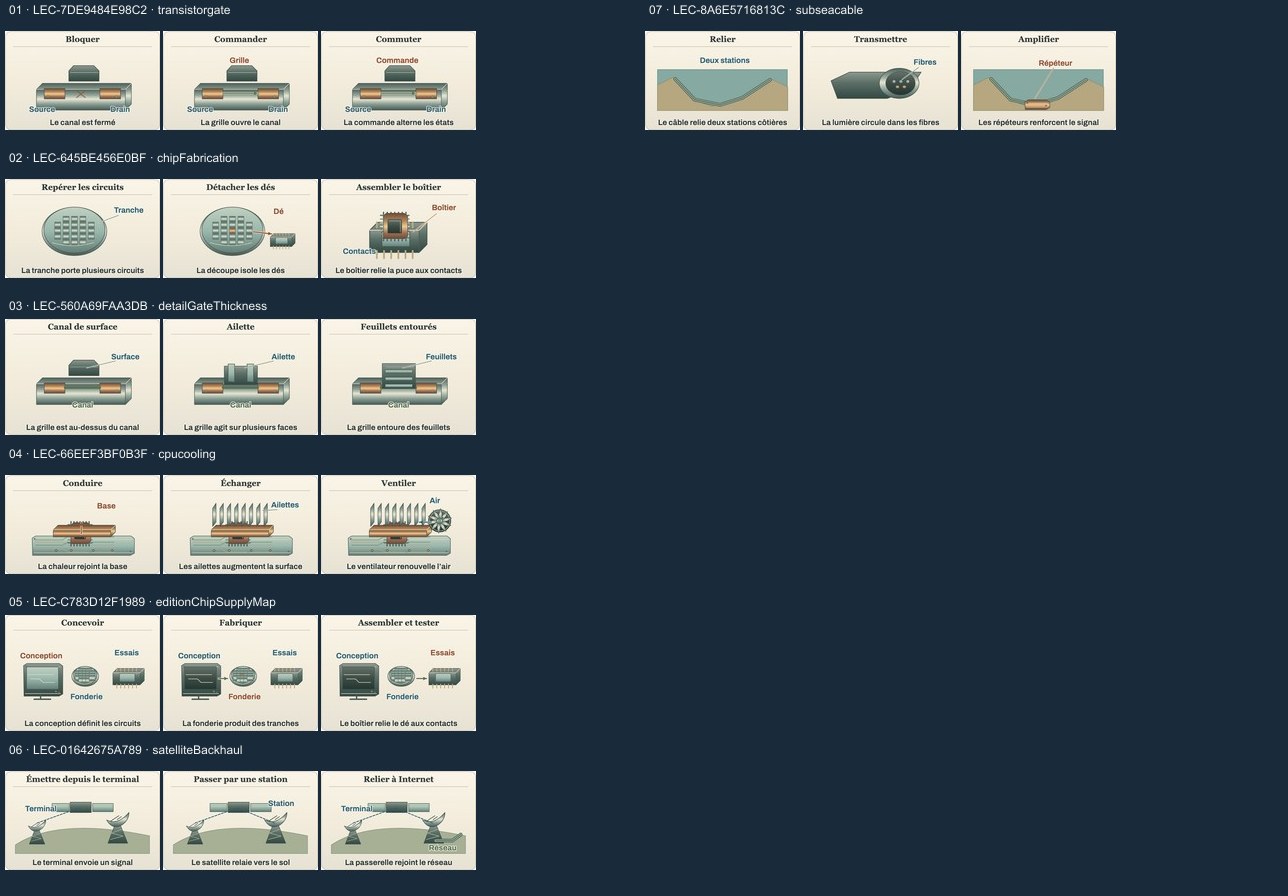 01 · LEC-7DE9484E98C2 · transistorgate
Bloquer
Source
Drain
Le canal est fermé
Commander
Grille
Source
Drain
La grille ouvre le canal
Commuter
Commande
Source
Drain
La commande alterne les états
02 · LEC-645BE456E0BF · chipFabrication
Repérer les circuits
Tranche
La tranche porte plusieurs circuits
Détacher les dés
Dé
La découpe isole les dés
Assembler le boîtier
Boîtier
Contacts
Le boîtier relie la puce aux contacts
03 · LEC-560A69FAA3DB · detailGateThickness
Canal de surface
Surface
Canal
La grille est au-dessus du canal
Ailette
Ailette
Canal
La grille agit sur plusieurs faces
Feuillets entourés
Feuillets
Canal
La grille entoure des feuillets
04 · LEC-66EEF3BF0B3F · cpucooling
Conduire
Base
La chaleur rejoint la base
Échanger
Ailettes
Les ailettes augmentent la surface
Ventiler
Air
Le ventilateur renouvelle l'air
05 · LEC-C783D12F1989 · editionChipSupplyMap
Concevoir
Conception
Essais
Fonderie
La conception définit les circuits
Fabriquer
Conception
Essais
Fonderie
La fonderie produit des tranches
Assembler et tester
Conception
Essais
Fonderie
Le boîtier relie le dé aux contacts
06 · LEC-01642675A789 · satelliteBackhaul
Émettre depuis le terminal
Terminal
Le terminal envoie un signal
Passer par une station
Station
Le satellite relaie vers le sol
Relier à Internet
Terminal
Réseau
La passerelle rejoint le réseau
07 · LEC-8A6E5716813C · subseacable
Relier
Deux stations
Le câble relie deux stations côtières
Transmettre
Fibres
La lumière circule dans les fibres
Amplifier
Répéteur
Les répéteurs renforcent le signal